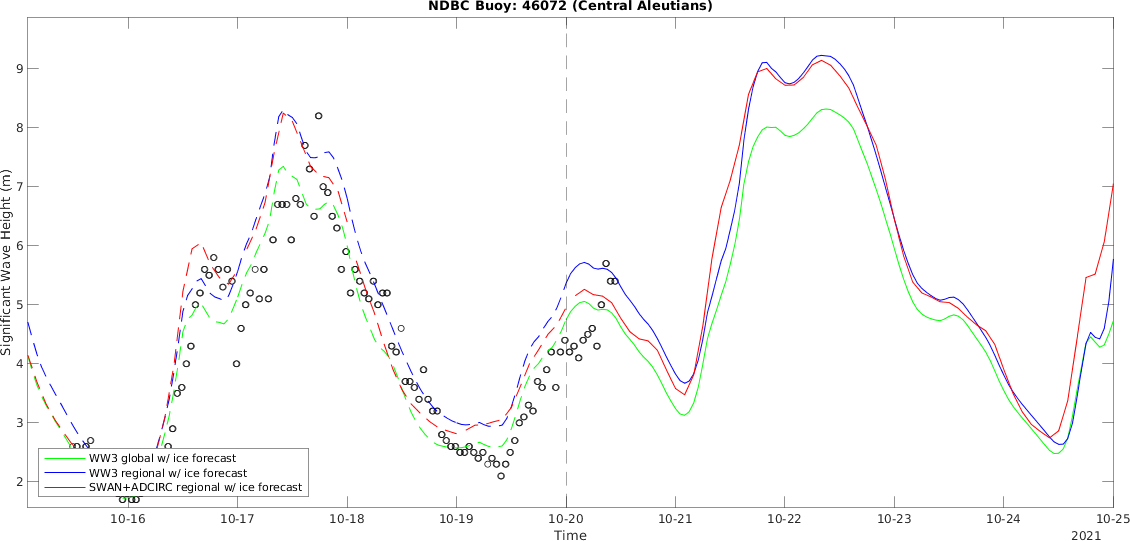 NDBC Buoy: 46072 (Central Aleutians)
Significant Wave Height (m)
9
8
7
6
5
4
3
2
WW3 global w/ ice forecast
WW3 regional w/ ice forecast
SWAN+ADCIRC regional w/ ice forecast
10-16 10-17 10-18 10-19 10-20 10-21 10-22 10-23 10-24 10-25
Time
2021